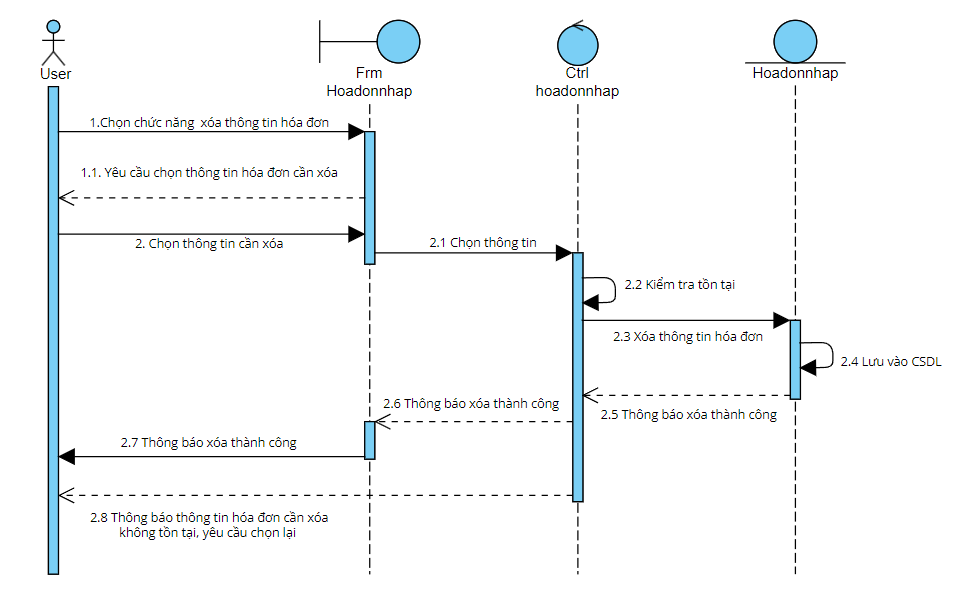 User
Frm
Hoadonnhap
Ctrl
hoadonnhap
Hoadonnhap
1.Chọn chức năng xóa thông tin hóa đơn
1.1. Yêu cầu chọn thông tin hóa đơn cần xóa
2. Chọn thông tin cần xóa
2.1 Chọn thông tin
2.2 Kiểm tra tồn tại
2.3 Xóa thông tin hóa đơn
2.4 Lưu vào CSDL
2.5 Thông báo xóa thành công
2.6 Thông báo xóa thành công
2.7 Thông báo xóa thành công
2.8 Thông báo thông tin hóa đơn cần xóa
không tồn tại, yêu cầu chọn lại